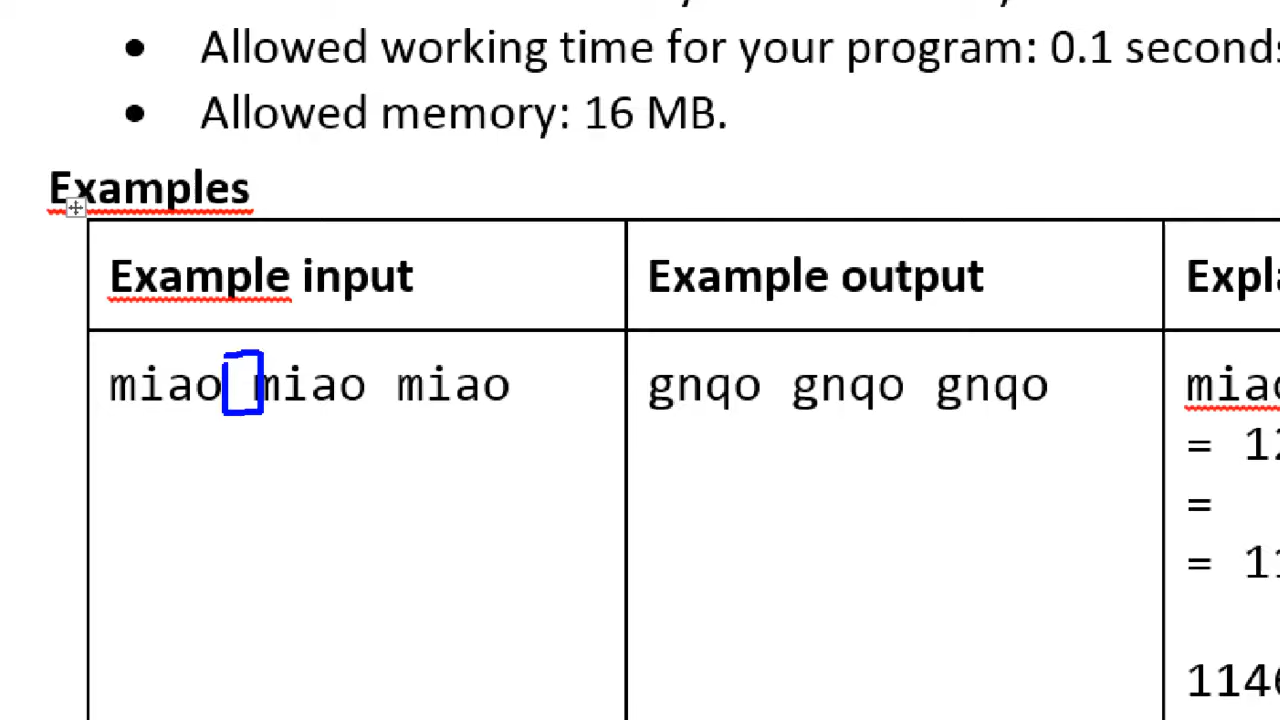 Allowed working time for your program: 0.1 seconds
Allowed memory: 16 MB.
Examples
Example input Example output
miao miao miao gnqo gnqo gnqo
=
=
=